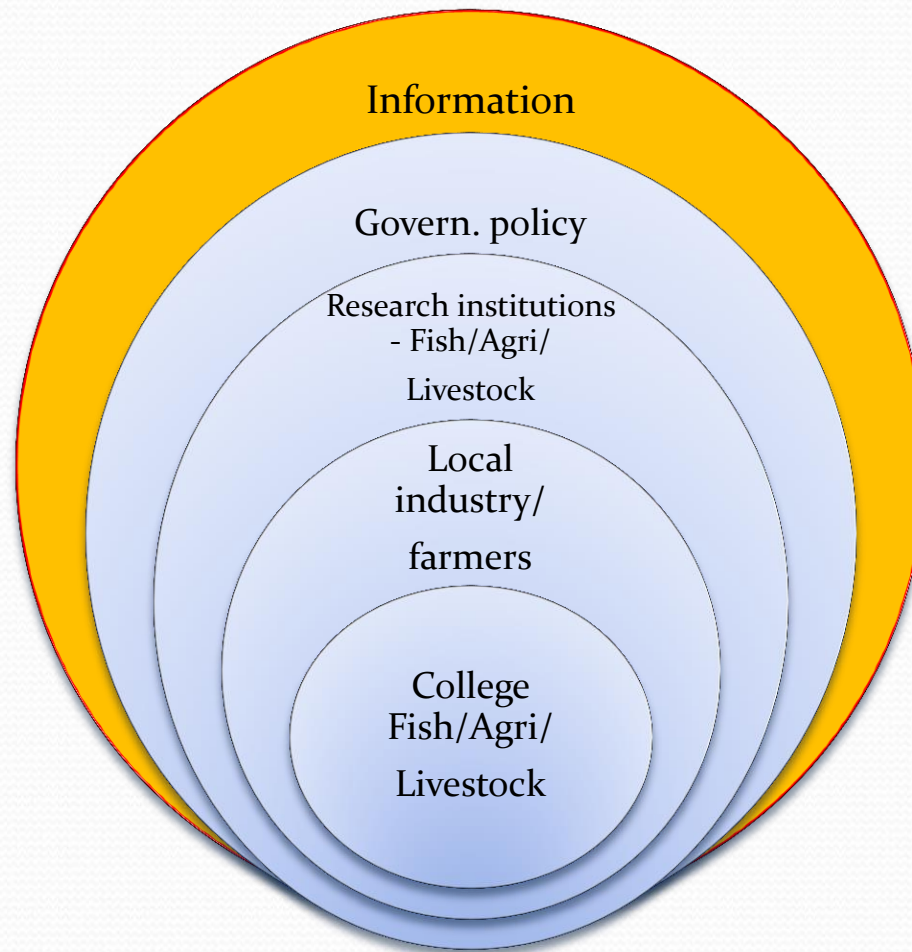 Information
Govern. policy
Research institutions
- Fish/Agri/
Livestock
Local
industry/
farmers
College
Fish/Agri/
Livestock